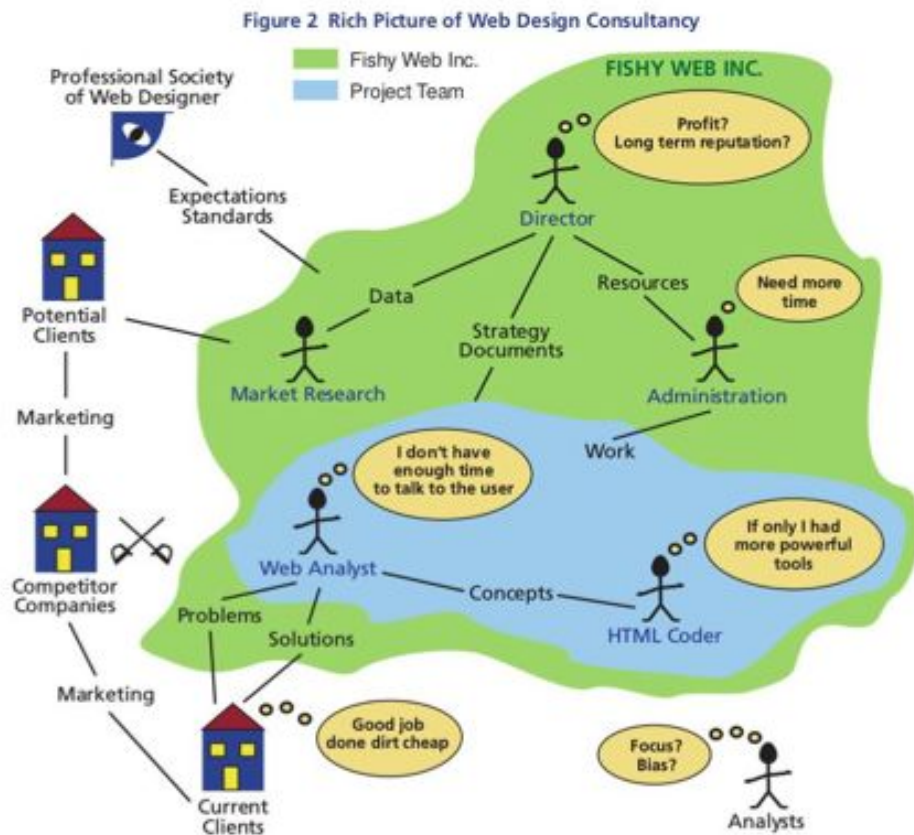 Figure 2 Rich Picture of Web Design Consultancy
Fishy Web Inc.
Project Team
FISHY WEB INC.
Professional Society
of Web Designer
Profit?
Long term reputation?
Expectations
Standards
Director
Potential
Clients
Data
Resources
Need more
time
Strategy
Documents
Market Research
Administration
Marketing
Work
I don't have
enough time
to talk to the user
Competitor
Companies
Web Analyst
If only I had
more powerful
tools
Concepts
HTML Coder
Problems
Solutions
Marketing
Good job
done dirt cheap
Current
Clients
Focus?
Bias?
Analysts